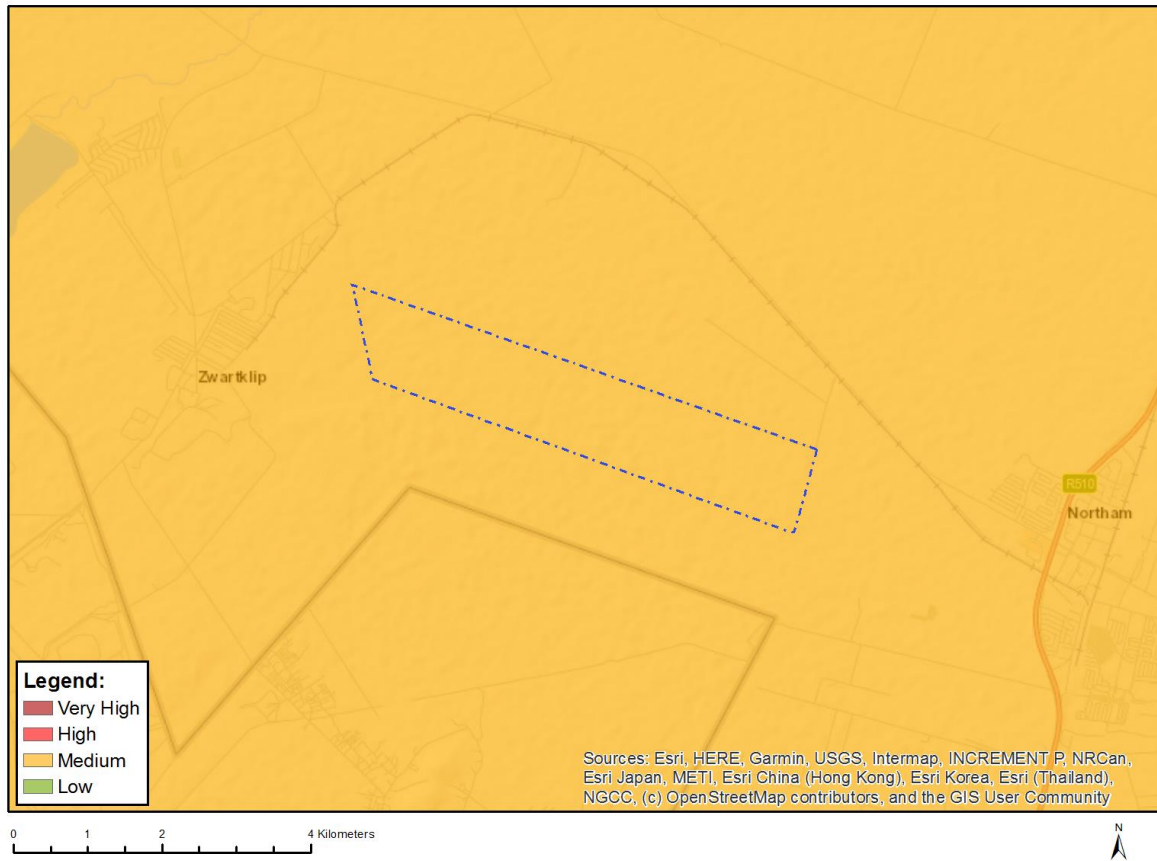 Zwartklip
R510
Northam
Legend:
Very High
High
Medium
Low
Sources: Esri, HERE, Garmin, USGS, Intermap, INCREMENT P, NRCan,
Esri Japan, METI, Esri China (Hong Kong), Esri Korea, Esri (Thailand),
NGCC, (c) OpenStreetMap contributors, and the GIS User Community
0 1 2 4 Kilometers
N